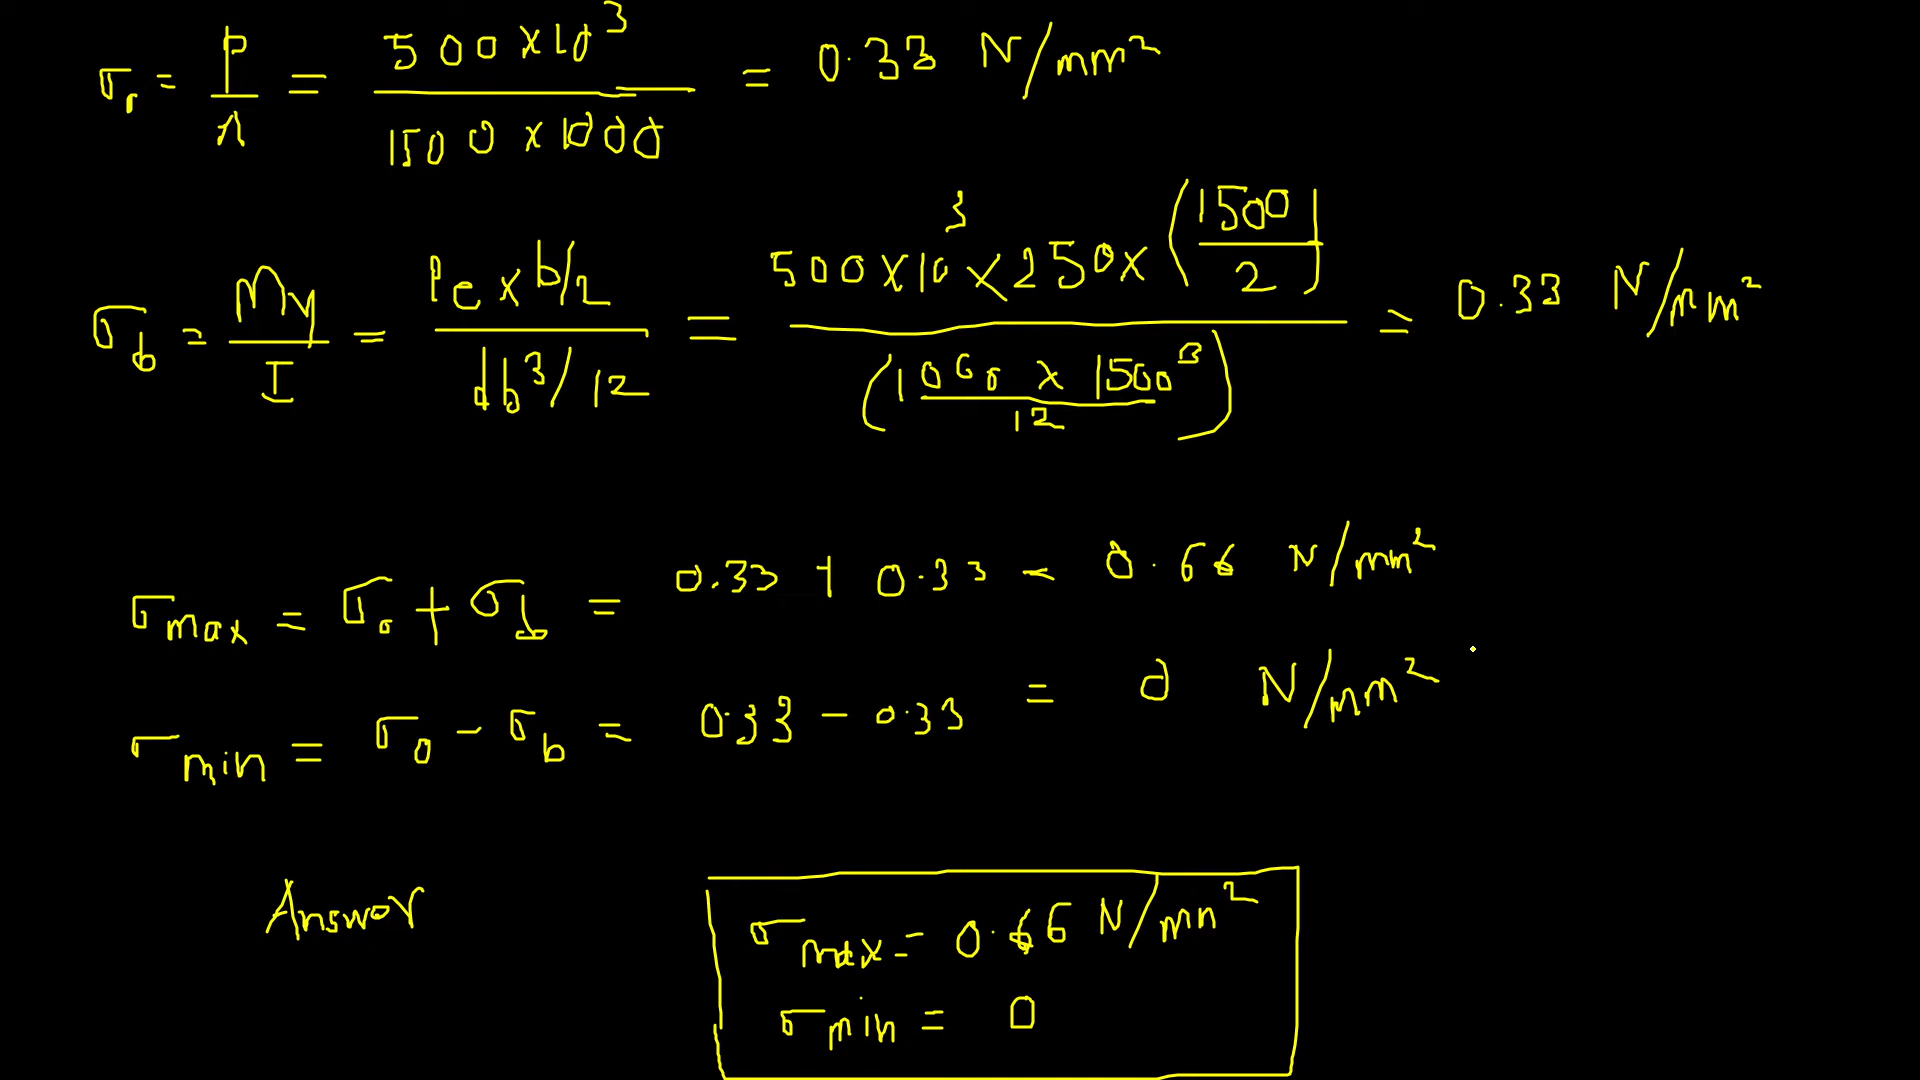 σr = P/A = 500×10³ / 1500×1000 = 0.33 N/mm²
σb = My/I = Pe×b/2 / db³/12 = 500×10³×250×(1500/2) / (1000×1500³/12) = 0.33 N/mm²
σmax = σo + σb = 0.33 + 0.33 = 0.66 N/mm²
σmin = σo - σb = 0.33 - 0.33 = 0 N/mm²
Answer
σmax = 0.66 N/mm²
σmin = 0